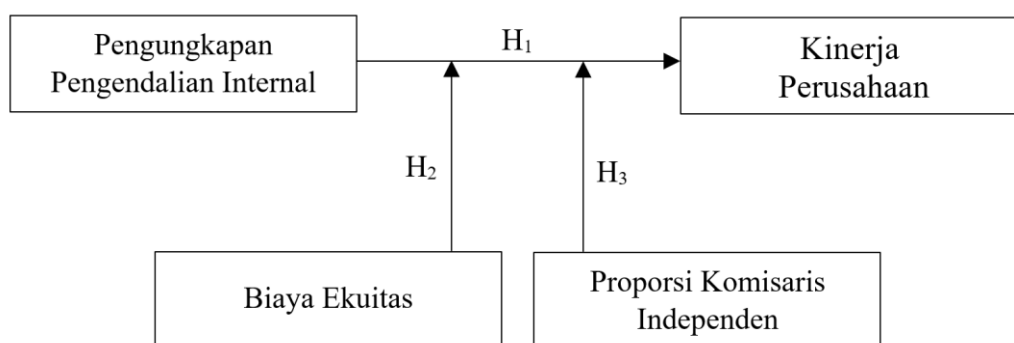 Pengungkapan
Pengendalian Internal
H₁
Kinerja
Perusahaan
H₂
H₃
Biaya Ekuitas
Proporsi Komisaris
Independen